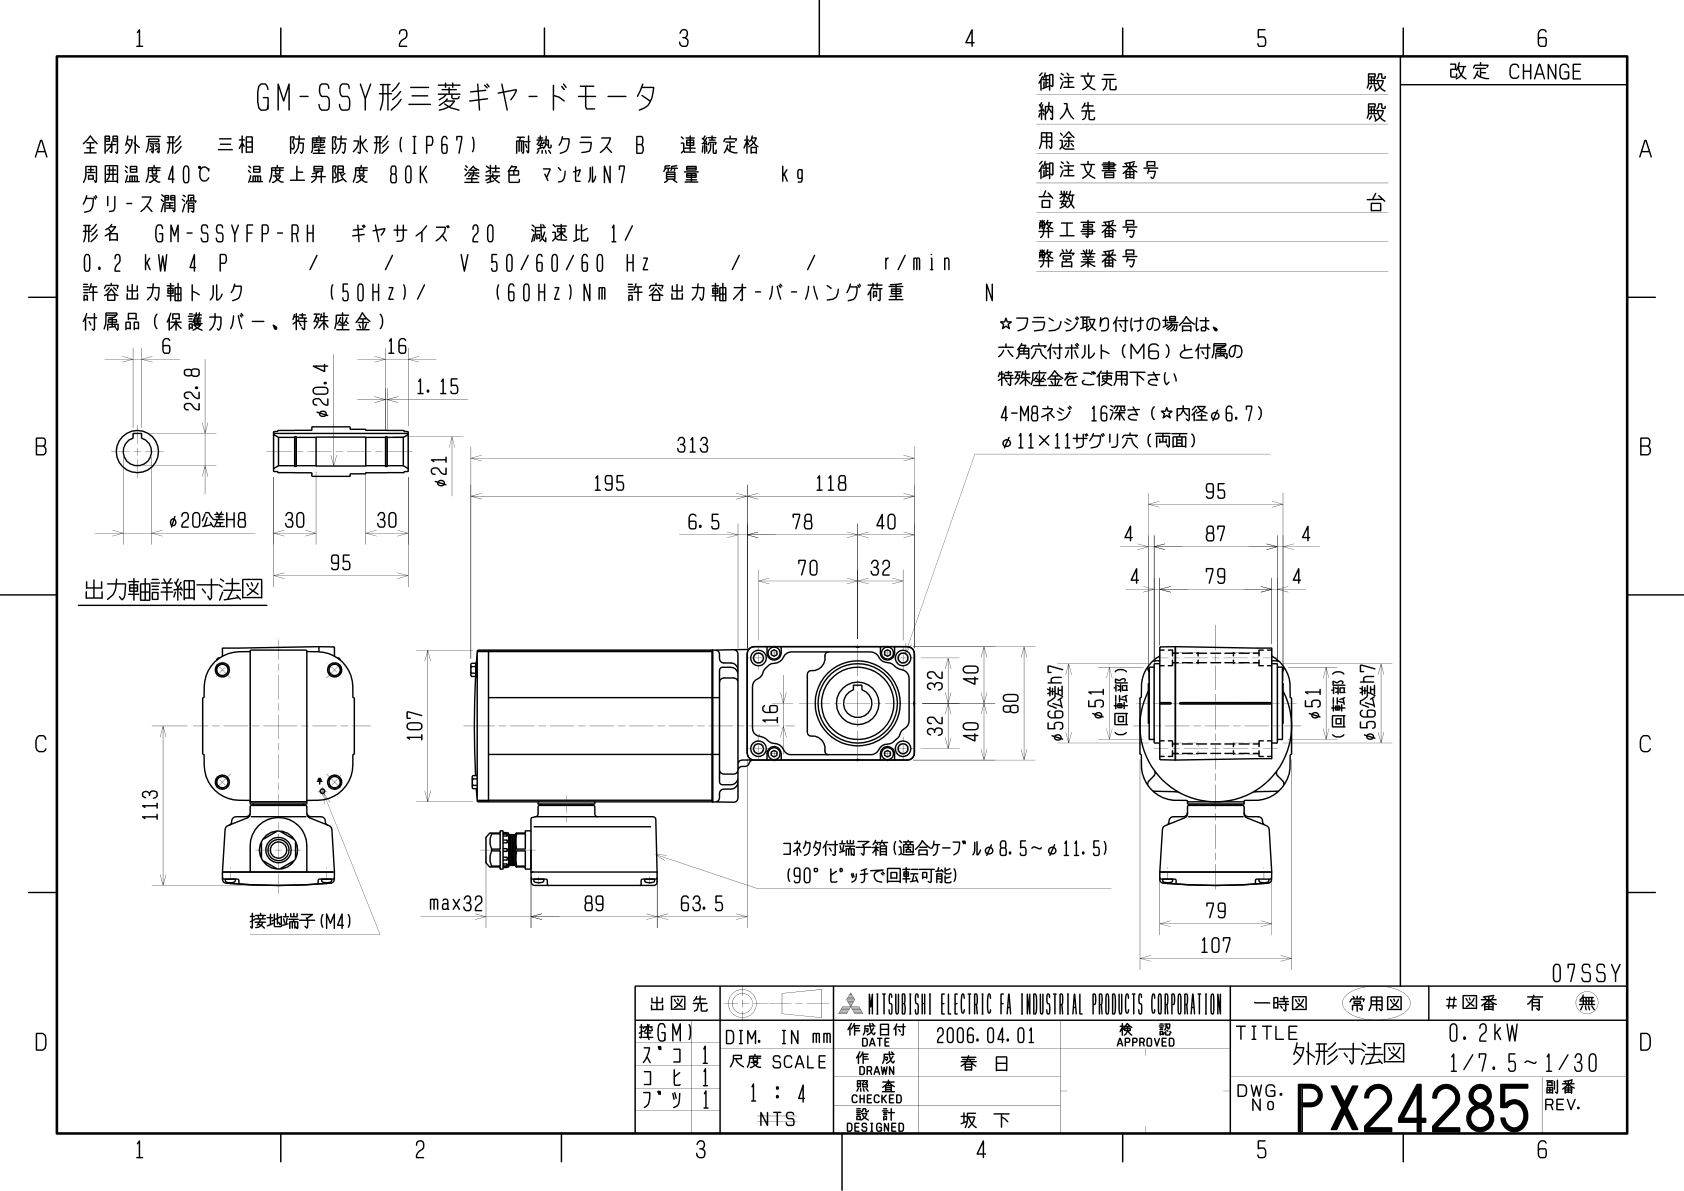 1 2 3 4 5 6
改定 CHANGE
GM-SSY形三菱ギヤ-ドモータ
全閉外扇形 三相 防塵防水形(IP67) 耐熱クラス B 連続定格
周囲温度40℃ 温度上昇限度 80K 塗装色 マンセルN7 質量 kg
グリ-ス潤滑
形名 GM-SSYFP-RH ギヤサイズ 20 減速比 1/
0.2 kW 4 P / / V 50/60/60 Hz / / r/min
許容出力軸トルク (50Hz)/ (60Hz)Nm 許容出力軸オ-バ-ハング荷重 N
付属品(保護カバー、特殊座金)
御注文元 殿
納入先 殿
用途
御注文書番号
台数 台
弊工事番号
弊営業番号
A A
B B
C C
D D
☆フランジ取り付けの場合は、
六角穴付ボルト(M6)と付属の
特殊座金をご使用下さい
4-M8ネジ 16深さ(☆内径φ6.7)
φ11×11ザグリ穴(両面)
6
22.8
φ20公差H8
φ20.4
16
1.15
φ21
30 30
95
出力軸詳細寸法図
313
195 118
6.5 78 40
70 32
95
4 87 4
4 79 4
113
接地端子(M4)
107
16
32 40
32 40
80
φ56公差h7
φ51
(回転部)
φ51
(回転部)
φ56公差h7
コネクタ付端子箱(適合ケーブルφ8.5~φ11.5)
(90°ピッチで回転可能)
max32 89 63.5
79
107
07SSY
出図先
MITSUBISHI ELECTRIC FA INDUSTRIAL PRODUCTS CORPORATION
一時図 常用図 #図番 有 無
GM)
スコ 1
コヒ 1
ブツ 1
DIM. IN mm
尺度 SCALE
1 : 4
NTS
作成日付 DATE 2006.04.01
作成 DRAWN 春日
照査 CHECKED
設計 DESIGNED 坂下
検認 APPROVED
TITLE
外形寸法図
0.2kW
1/7.5~1/30
DWG. No PX24285
副番 REV.
1 2 3 4 5 6